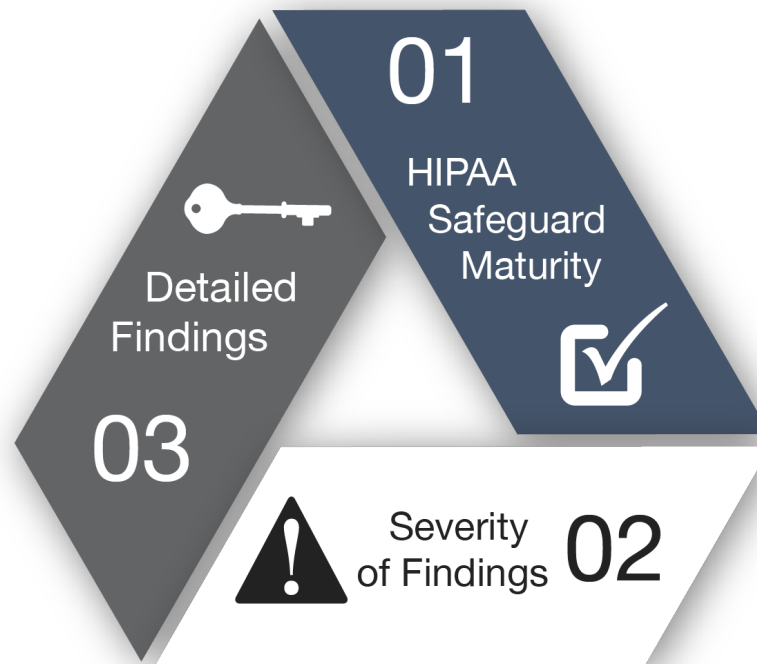 01
HIPAA
Safeguard
Maturity
Severity
of Findings
02
Detailed
Findings
03